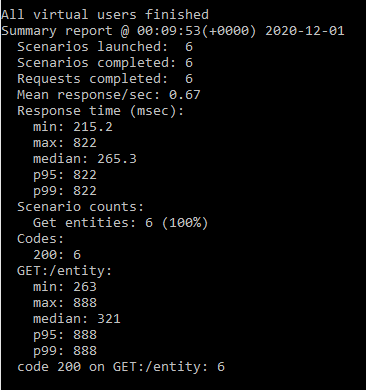 All virtual users finished
Summary report @ 00:09:53(+0000) 2020-12-01
Scenarios launched: 6
Scenarios completed: 6
Requests completed: 6
Mean response/sec: 0.67
Response time (msec):
min: 215.2
max: 822
median: 265.3
p95: 822
p99: 822
Scenario counts:
Get entities: 6 (100%)
Codes:
200: 6
GET:/entity:
min: 263
max: 888
median: 321
p95: 888
p99: 888
code 200 on GET:/entity: 6